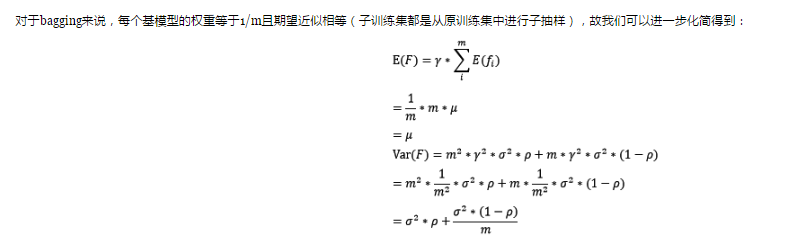 对于bagging来说，每个基模型的权重等于1/m且期望近似相等（子训练集都是从原训练集中进行子抽样），故我们可以进一步化简得到：
E(F) = γ * ∑_i^m E(f_i)
= 1/m * m * μ
= μ
Var(F) = m² * γ² * σ² * ρ + m * γ² * σ² * (1 − ρ)
= m² * 1/m² * σ² * ρ + m * 1/m² * σ² * (1 − ρ)
= σ² * ρ + σ² * (1 − ρ)/m